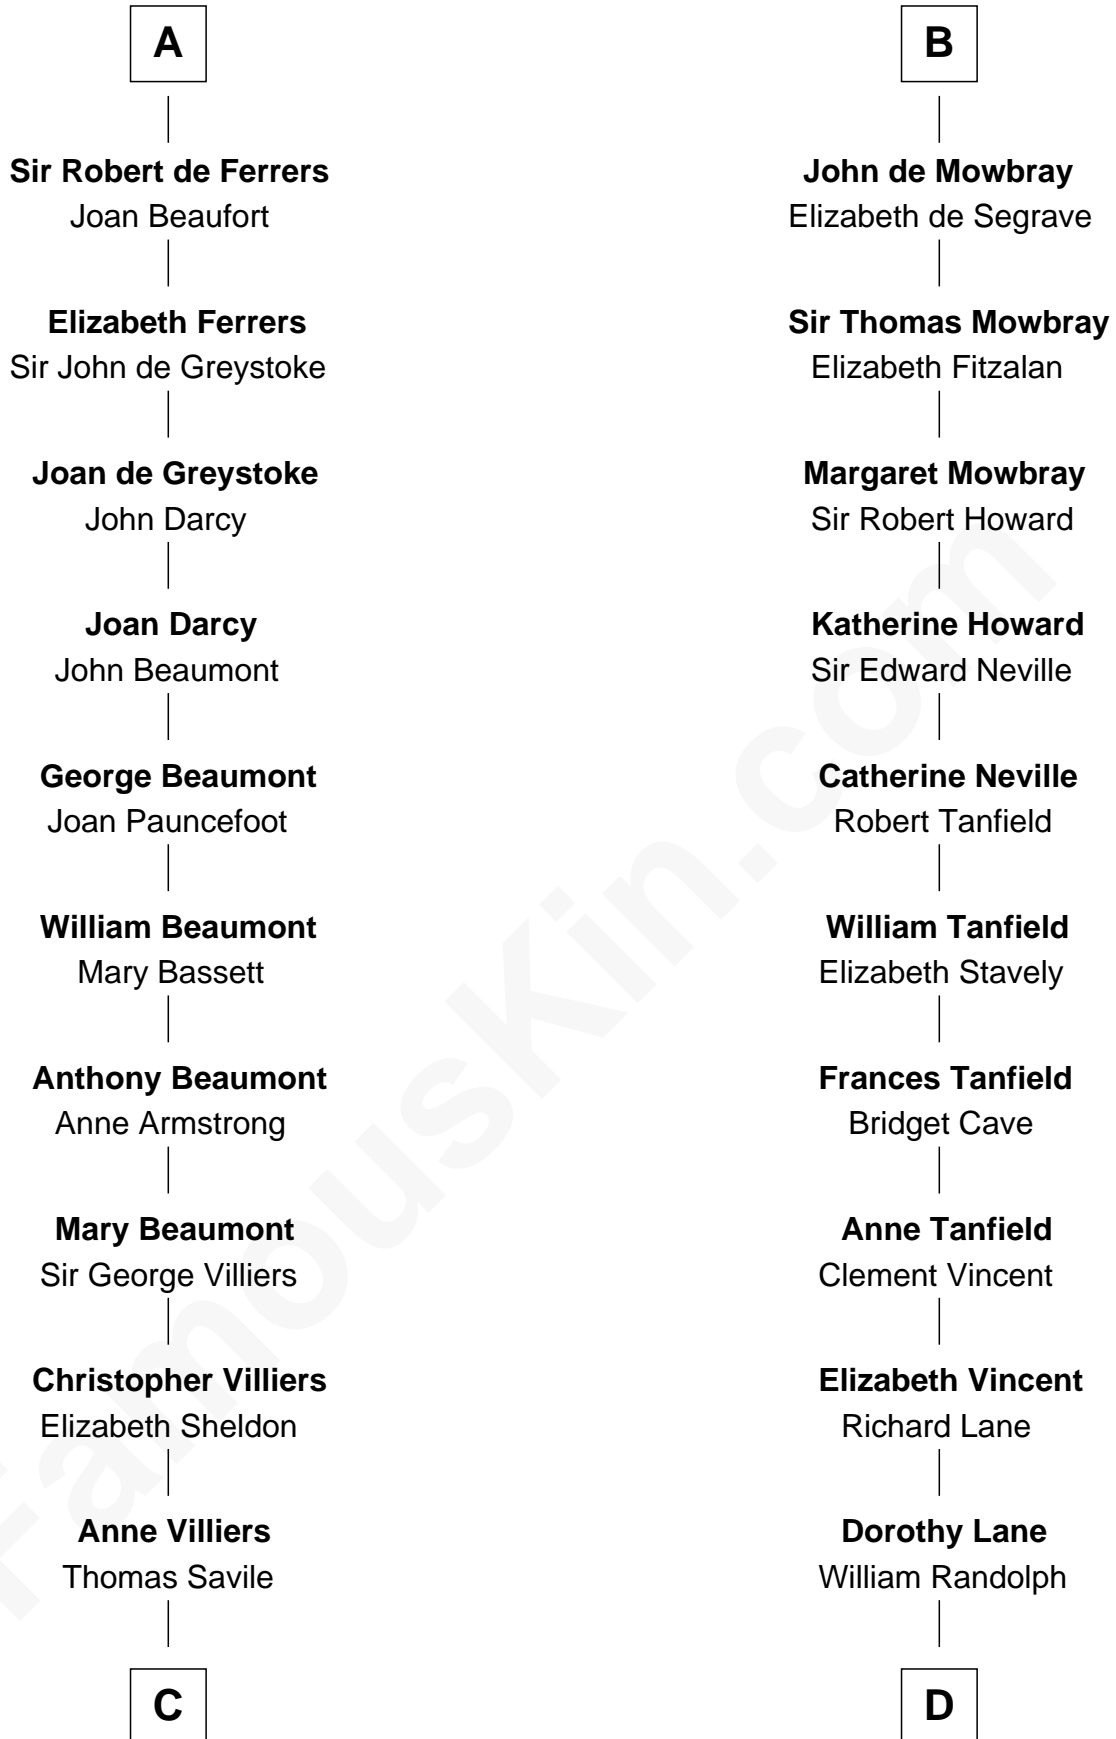 A
Sir Robert de Ferrers
Joan Beaufort
Elizabeth Ferrers
Sir John de Greystoke
Joan de Greystoke
John Darcy
Joan Darcy
John Beaumont
George Beaumont
Joan Pauncefoot
William Beaumont
Mary Bassett
Anthony Beaumont
Anne Armstrong
Mary Beaumont
Sir George Villiers
Christopher Villiers
Elizabeth Sheldon
Anne Villiers
Thomas Savile
C
B
John de Mowbray
Elizabeth de Segrave
Sir Thomas Mowbray
Elizabeth Fitzalan
Margaret Mowbray
Sir Robert Howard
Katherine Howard
Sir Edward Neville
Catherine Neville
Robert Tanfield
William Tanfield
Elizabeth Stavely
Frances Tanfield
Bridget Cave
Anne Tanfield
Clement Vincent
Elizabeth Vincent
Richard Lane
Dorothy Lane
William Randolph
D
FamousKin.com